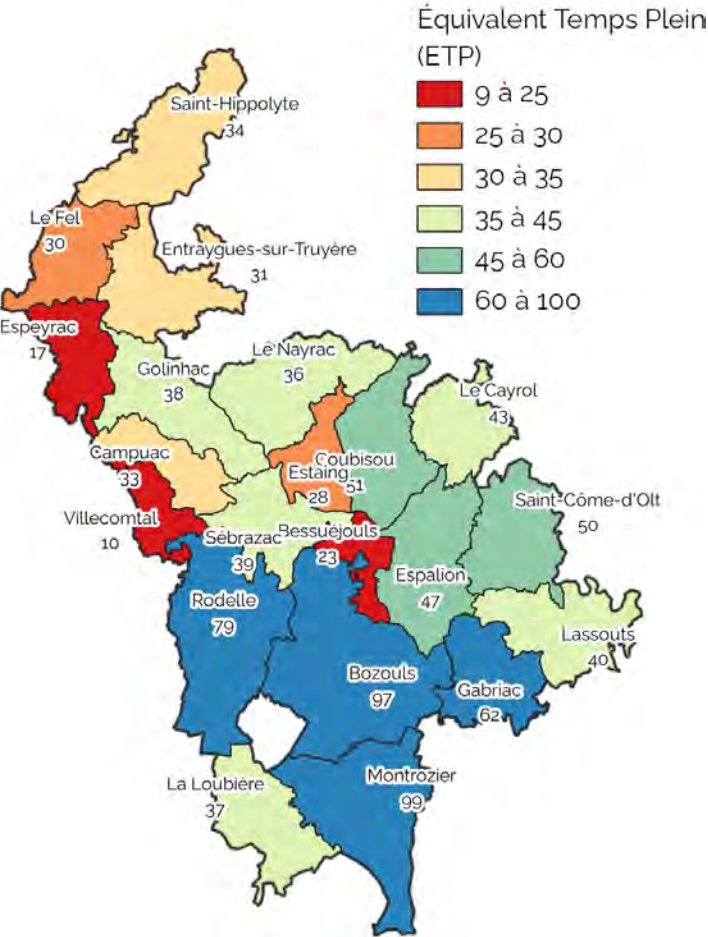 Équivalent Temps Plein
(ETP)
9 à 25
25 à 30
30 à 35
35 à 45
45 à 60
60 à 100
Saint-Hippolyte
34
Le Fel
30
Entraygues-sur-Truyère
31
Espeyrac
17
Golinhac
38
Le Nayrac
36
Le Cayrol
43
Campuac
33
Coubisou
51
Estaing
28
Saint-Côme-d'Olt
50
Villecomtal
10
Sébrazac
39
Bessuéjouls
23
Espalion
47
Rodelle
79
Lassouts
40
Bozouls
97
Gabriac
62
La Loubière
37
Montrozier
99